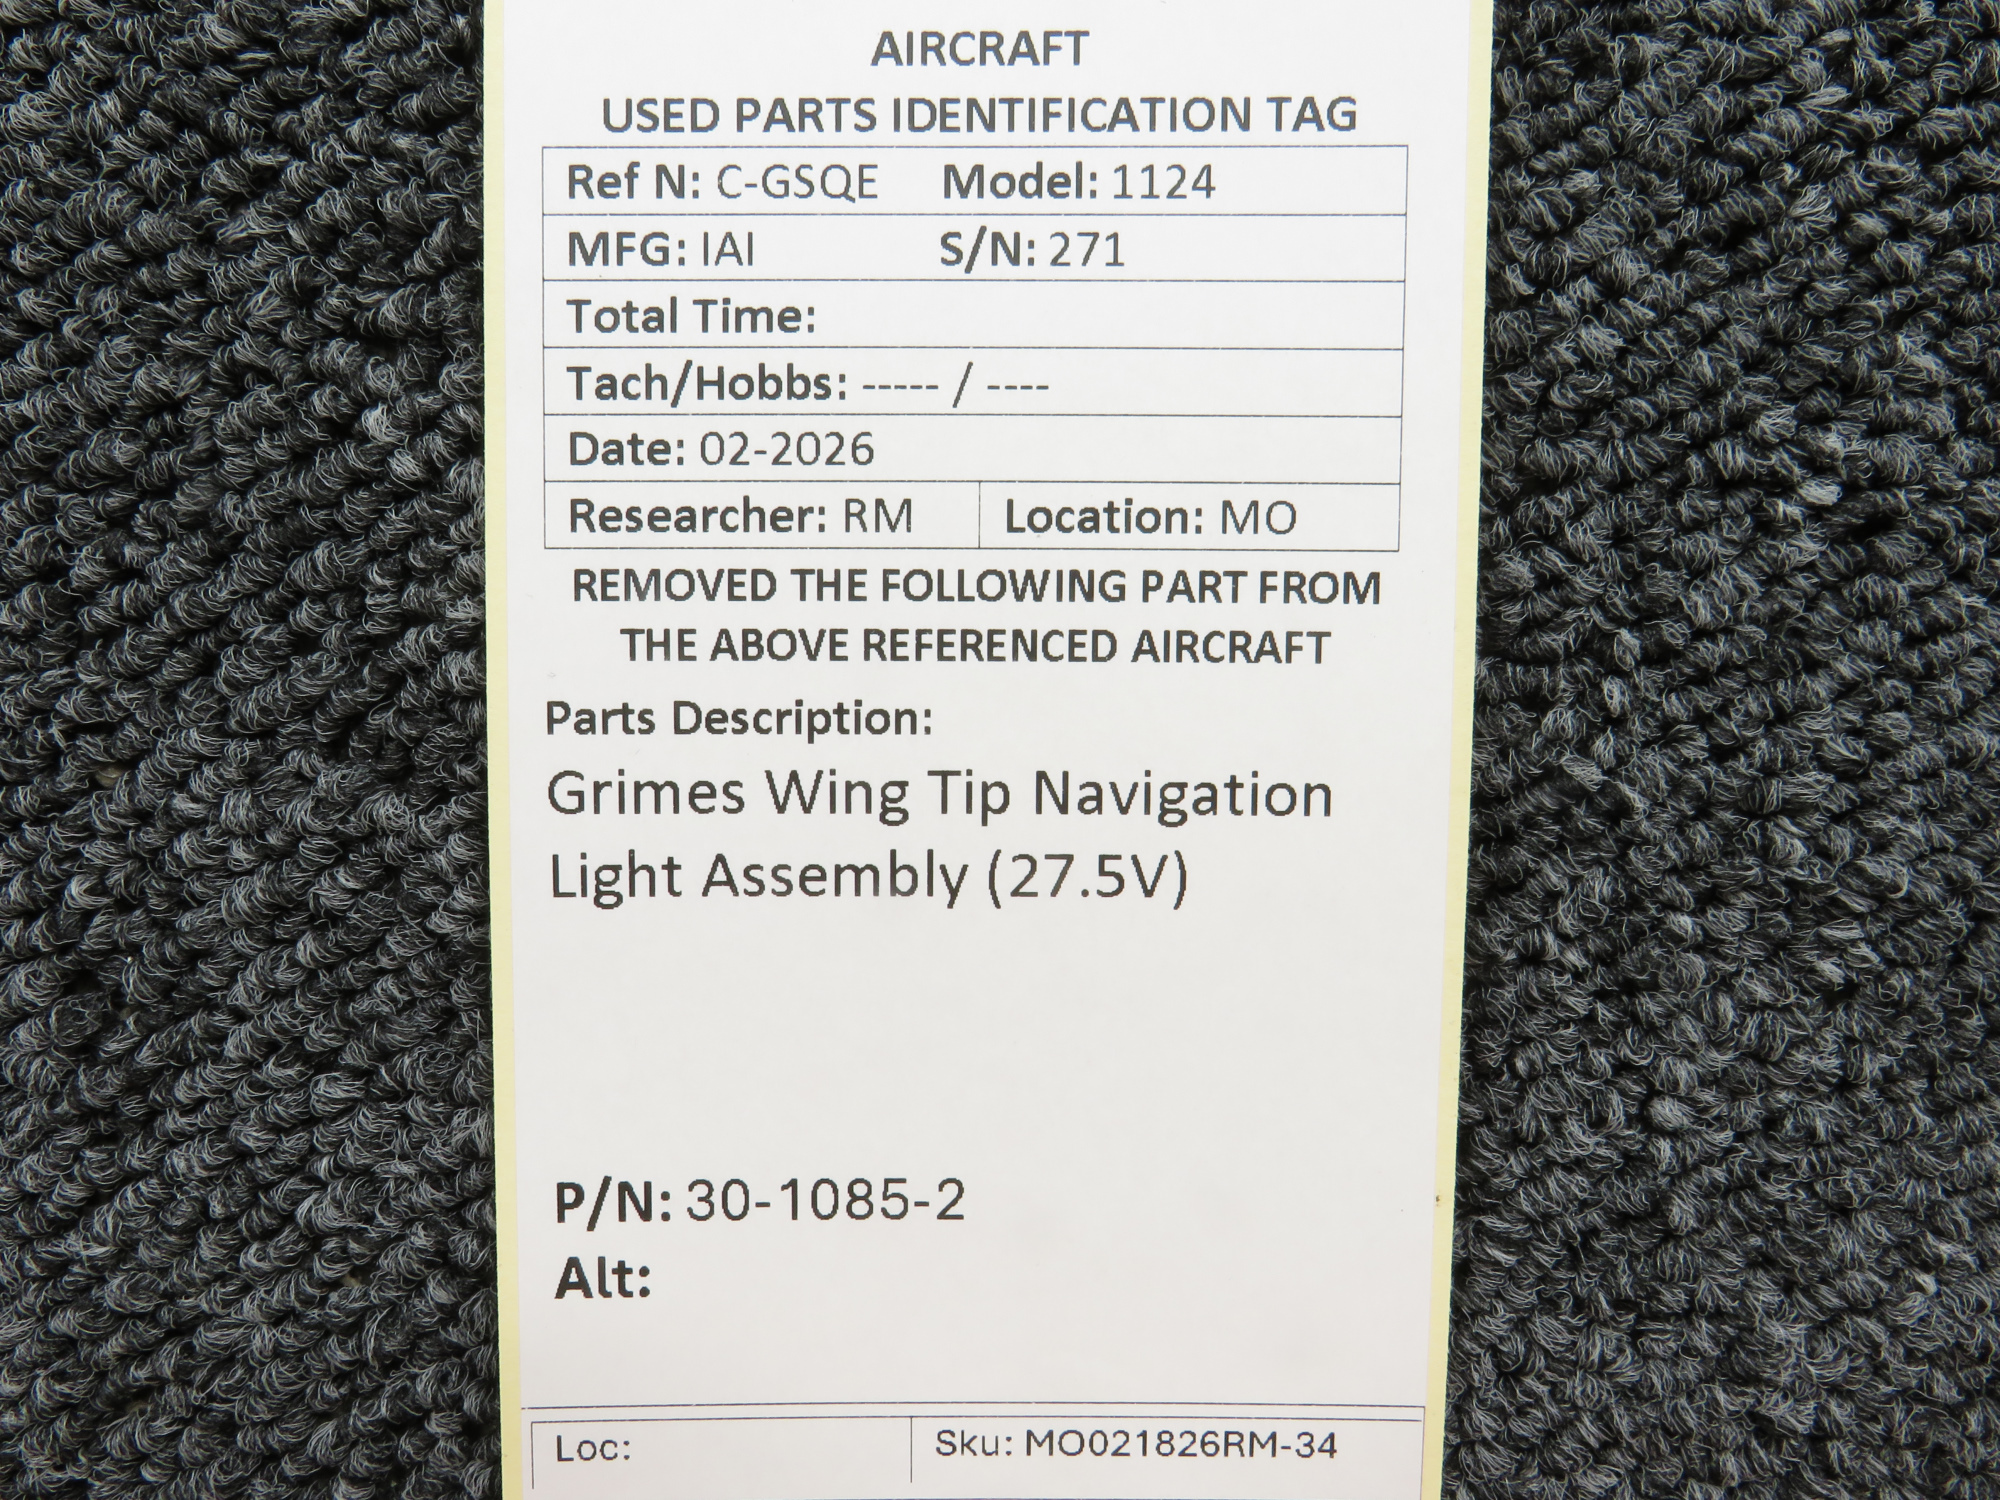 AIRCRAFT
USED PARTS IDENTIFICATION TAG
Ref N: C-GSQE Model: 1124
MFG: IAI S/N: 271
Total Time:
Tach/Hobbs: ----- / ----
Date: 02-2026
Researcher: RM Location: MO
REMOVED THE FOLLOWING PART FROM
THE ABOVE REFERENCED AIRCRAFT
Parts Description:
Grimes Wing Tip Navigation
Light Assembly (27.5V)
P/N: 30-1085-2
Alt:
Loc: Sku: MO021826RM-34